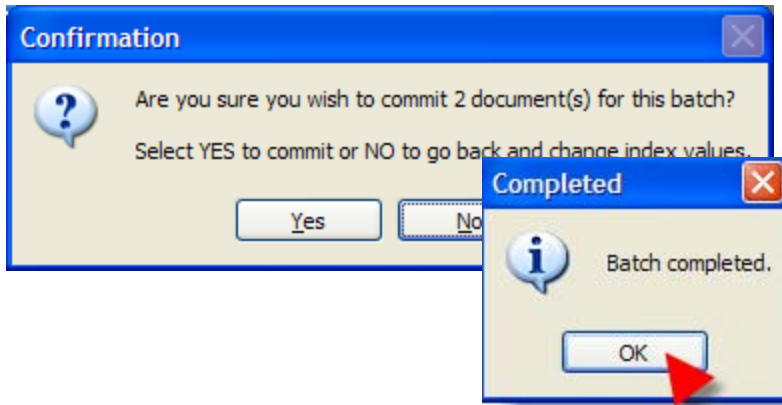 Confirmation
Are you sure you wish to commit 2 document(s) for this batch?
Select YES to commit or NO to go back and change index values.
Yes
No
Completed
Batch completed.
OK